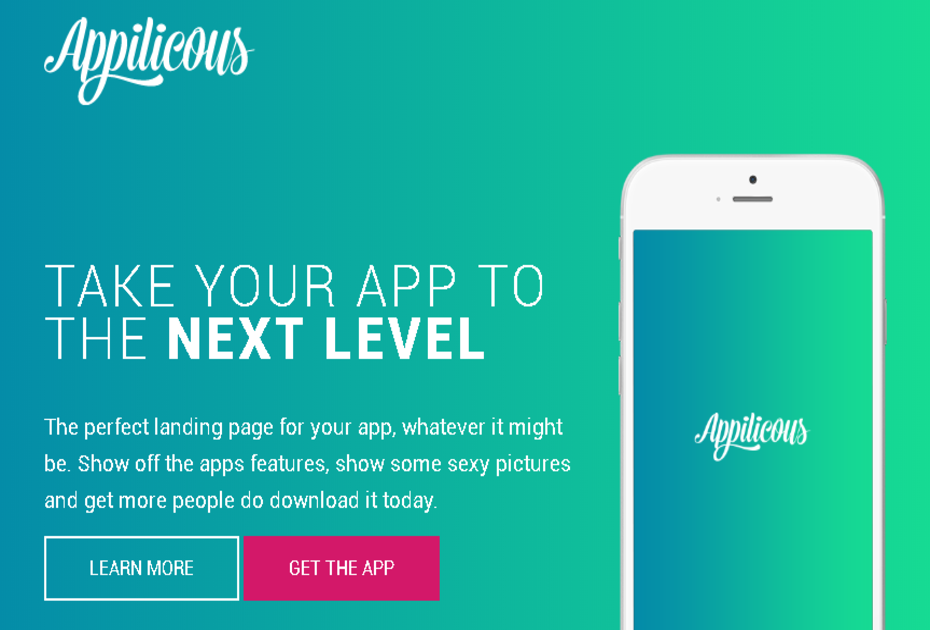 Appilicous
TAKE YOUR APP TO
THE NEXT LEVEL
The perfect landing page for your app, whatever it might
be. Show off the apps features, show some sexy pictures
and get more people do download it today.
LEARN MORE
GET THE APP
Appilicous